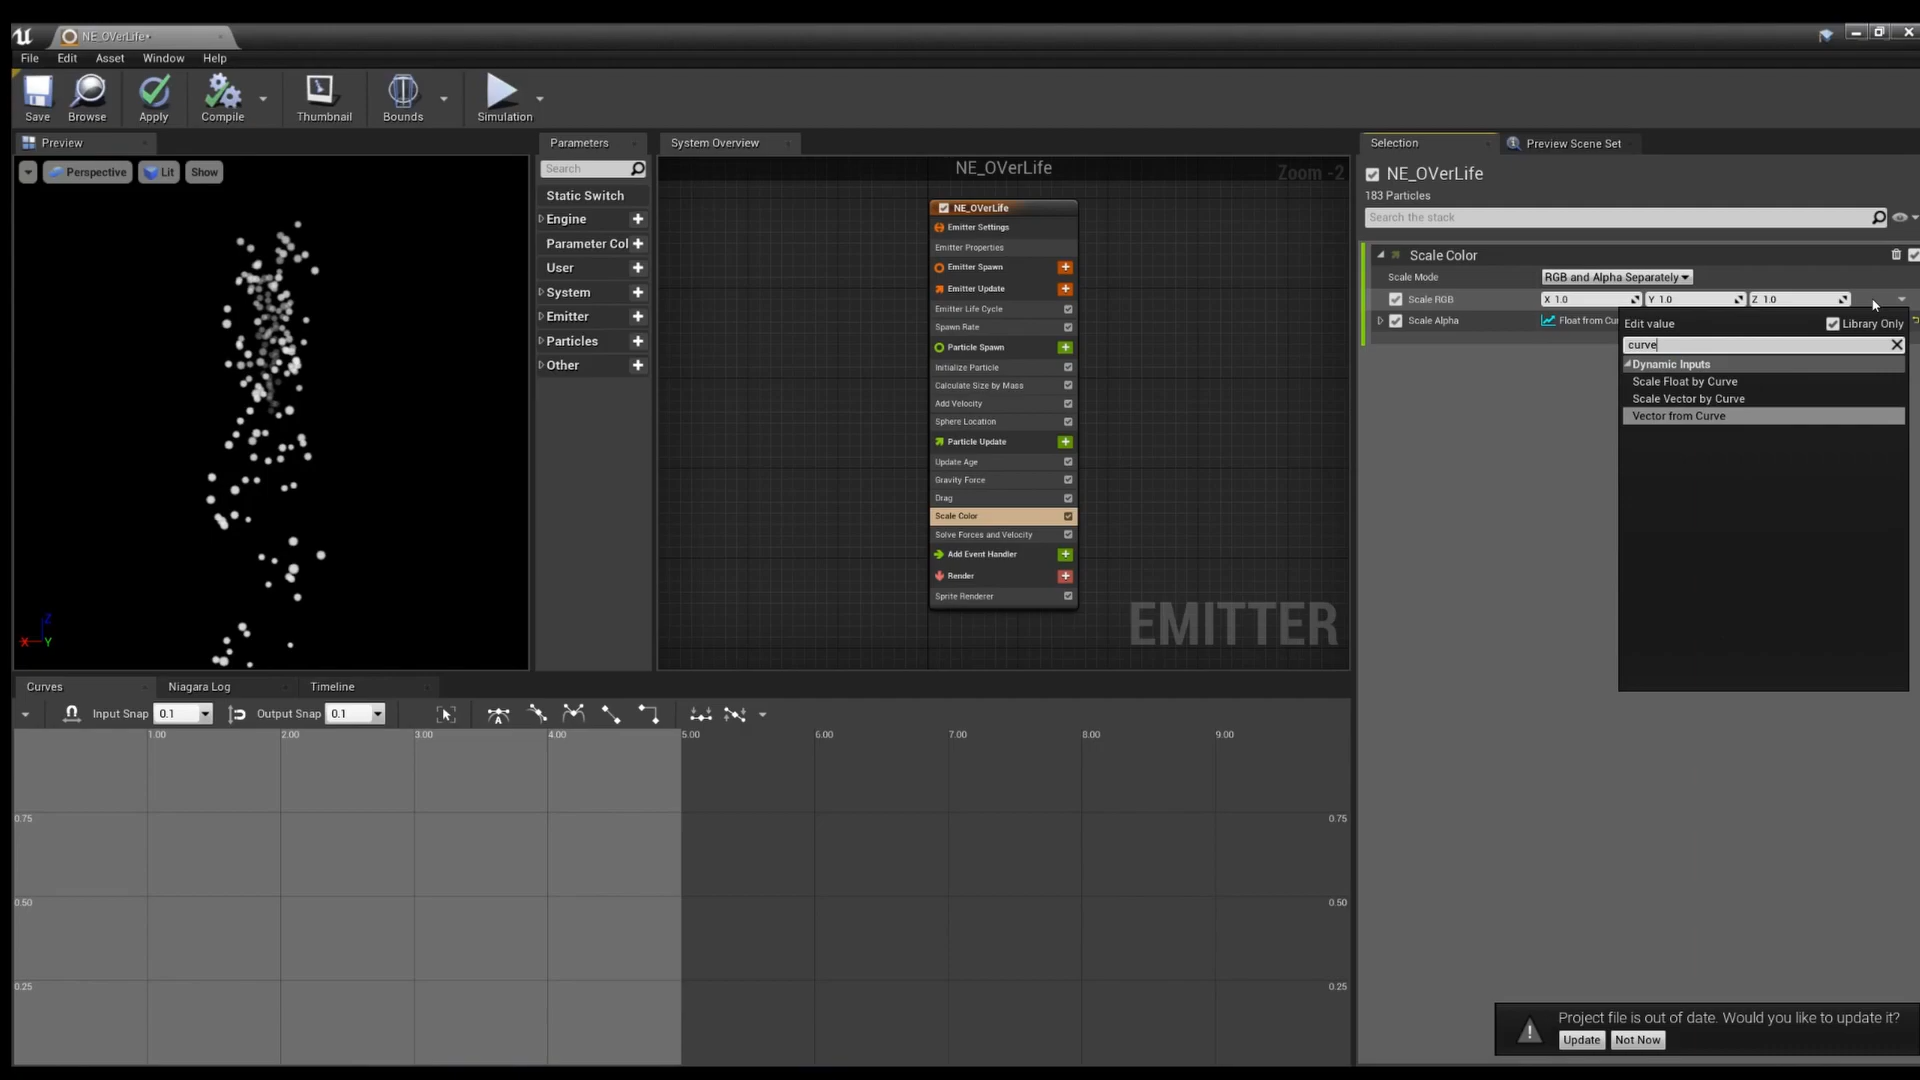 NE_OVerLife*
File Edit Asset Window Help
Save Browse Apply Compile Thumbnail Bounds Simulation
Preview
Perspective Lit Show
X Y Z
Parameters
Search
Static Switch
Engine
Parameter Col
User
System
Emitter
Particles
Other
System Overview
NE_OVerLife
Zoom -2
NE_OVerLife
Emitter Settings
Emitter Properties
Emitter Spawn
Emitter Update
Emitter Life Cycle
Spawn Rate
Particle Spawn
Initialize Particle
Calculate Size by Mass
Add Velocity
Sphere Location
Particle Update
Update Age
Gravity Force
Drag
Scale Color
Solve Forces and Velocity
Add Event Handler
Render
Sprite Renderer
EMITTER
Selection Preview Scene Set
NE_OVerLife
183 Particles
Search the stack
Scale Color
Scale Mode RGB and Alpha Separately
Scale RGB X 1.0 Y 1.0 Z 1.0
Scale Alpha Float from Cur
Edit value Library Only
curve
Dynamic Inputs
Scale Float by Curve
Scale Vector by Curve
Vector from Curve
Curves Niagara Log Timeline
Input Snap 0.1 Output Snap 0.1
1.00 2.00 3.00 4.00 5.00 6.00 7.00 8.00 9.00
0.75 0.75
0.50 0.50
0.25 0.25
Project file is out of date. Would you like to update it?
Update Not Now